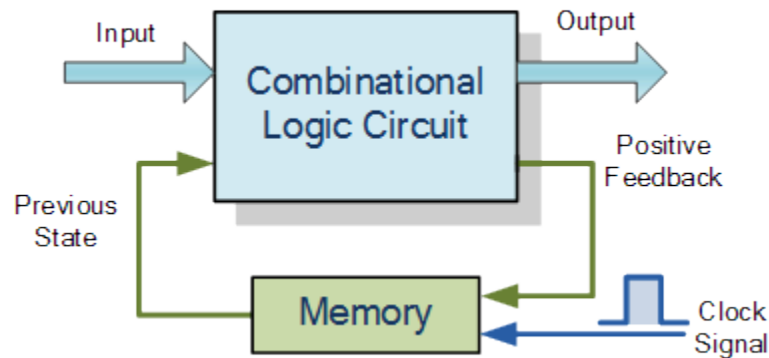 Input
Output
Combinational
Logic Circuit
Positive
Feedback
Previous
State
Memory
Clock
Signal